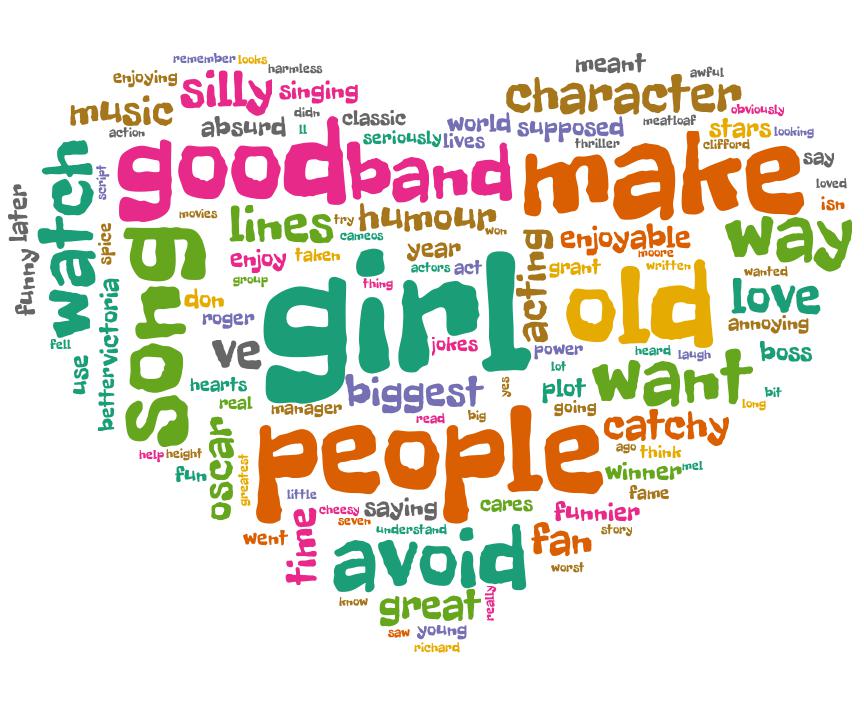 remember looks
harmless
meant
awful
enjoying
silly
singing
character
music
didn
classic
obviously
action
absurd
ll
seriously
lives
world
supposed
meatloaf
stars
looking
thriller
clifford
good
band
make
say
loved
isn
watch
script
later
funny
movies
lines
try
humour
won
cameos
song
spice
way
enjoy
taken
year
acting
enjoyable
moore
group
actors
act
grant
written
wanted
thing
girl
old
love
don
roger
annoying
bettervictoria
use
fell
ve
jokes
power
heard
laugh
boss
hearts
biggest
yes
lot
plot
want
bit
real
manager
read
big
going
long
oscar
people
catchy
ago
think
help
height
fun
greatest
winner
mel
little
fame
time
cheesy
saying
cares
funnier
seven
understand
story
went
avoid
fan
worst
know
great
really
saw
young
richard